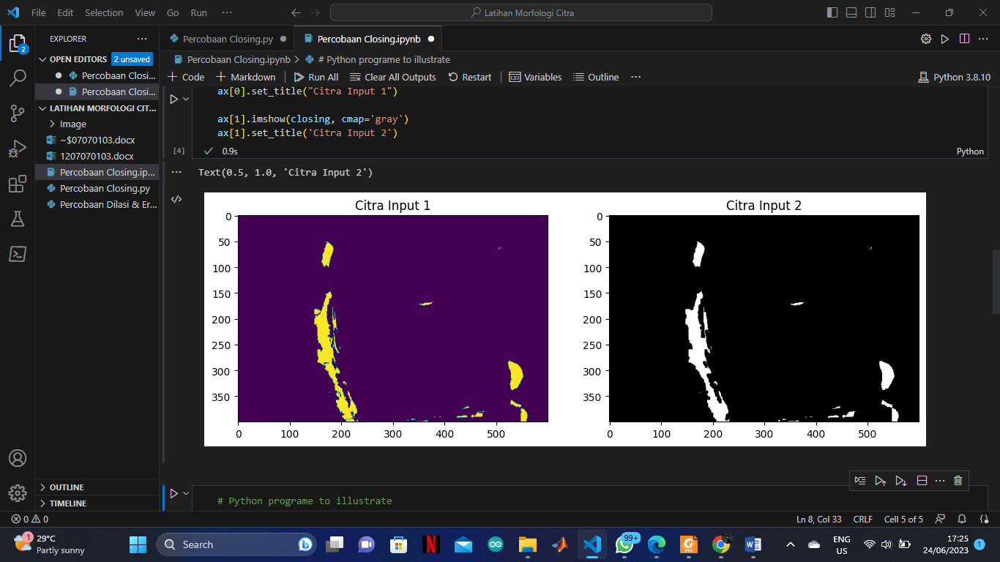 File Edit Selection View Go Run ··· Latihan Morfologi Citra
EXPLORER ···
OPEN EDITORS 2 unsaved
Percobaan Closi...
Percobaan Closi...
LATIHAN MORFOLOGI CIT...
Image
~$07070103.docx
1207070103.docx
Percobaan Closing.ip...
Percobaan Closing.py
Percobaan Dilasi & Er...
OUTLINE
TIMELINE
2
Percobaan Closing.py Percobaan Closing.ipynb
Percobaan Closing.ipynb > # Python programe to illustrate
+ Code + Markdown Run All Clear All Outputs Restart Variables Outline ··· Python 3.8.10
ax[0].set_title("Citra Input 1")
ax[1].imshow(closing, cmap='gray')
ax[1].set_title('Citra Input 2')
[4] 0.9s Python
Text(0.5, 1.0, 'Citra Input 2')
Citra Input 1
0
50
100
150
200
250
300
350
0 100 200 300 400 500
Citra Input 2
0
50
100
150
200
250
300
350
0 100 200 300 400 500
# Python programe to illustrate
0 0 Ln 8, Col 33 CRLF Cell 5 of 5
1 29°C
Partly sunny
Search
99+
PDF
ENG
US
17:25
24/06/2023
1